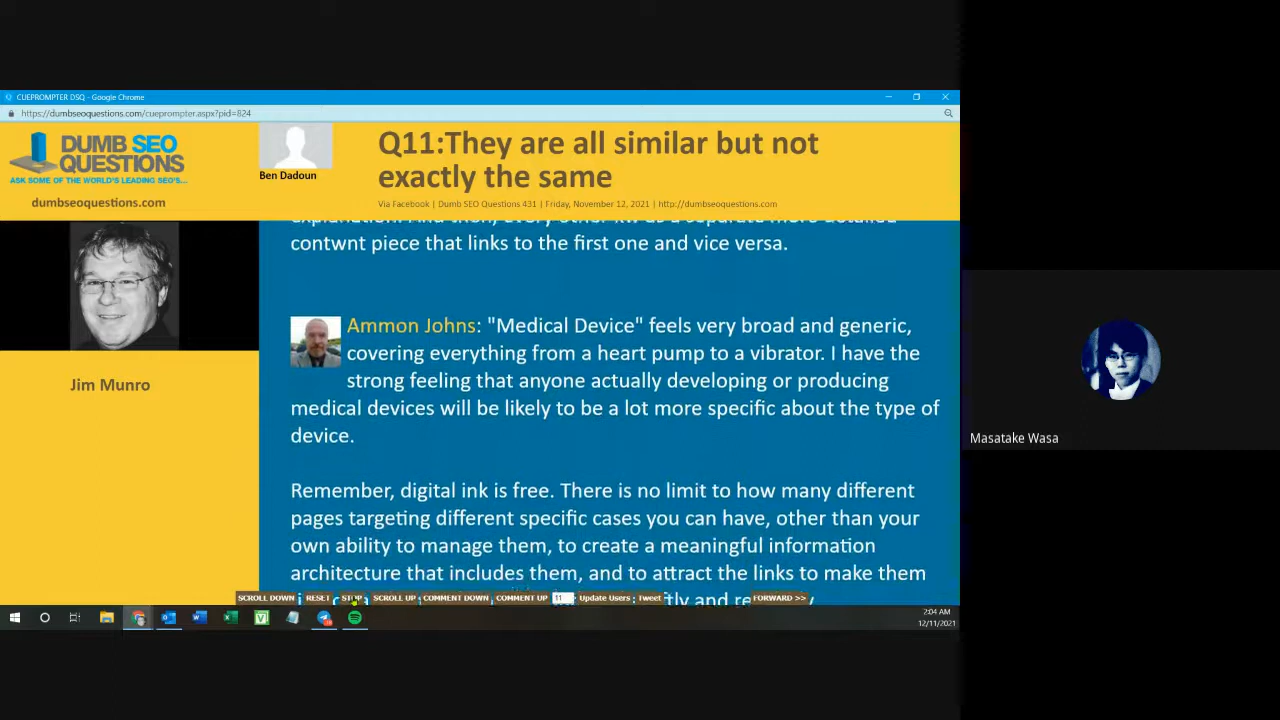 CUEPROMPTER DSQ - Google Chrome
https://dumbseoquestions.com/cueprompter.aspx?pid=824
DUMB SEO
QUESTIONS
ASK SOME OF THE WORLD'S LEADING SEO'S...
dumbseoquestions.com
Ben Dadoun
Q11:They are all similar but not
exactly the same
Via Facebook | Dumb SEO Questions 431 | Friday, November 12, 2021 | http://dumbseoquestions.com
Jim Munro
contwnt piece that links to the first one and vice versa.
Ammon Johns: "Medical Device" feels very broad and generic,
covering everything from a heart pump to a vibrator. I have the
strong feeling that anyone actually developing or producing
medical devices will be likely to be a lot more specific about the type of
device.
Remember, digital ink is free. There is no limit to how many different
pages targeting different specific cases you can have, other than your
own ability to manage them, to create a meaningful information
architecture that includes them, and to attract the links to make them
SCROLL DOWN RESET STOP SCROLL UP COMMENT DOWN COMMENT UP 11 Update Users Tweet FORWARD >>
2:04 AM
12/11/2021
Masatake Wasa